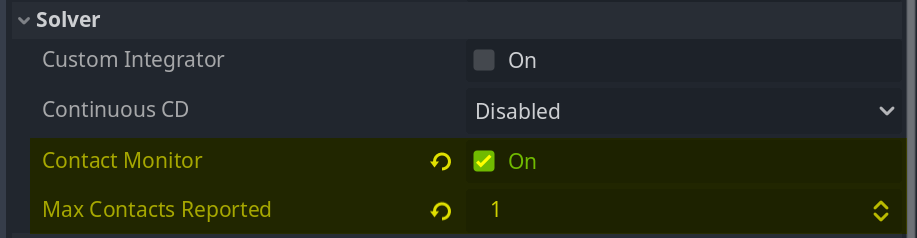 Solver
Custom Integrator On
Continuous CD Disabled
Contact Monitor On
Max Contacts Reported 1